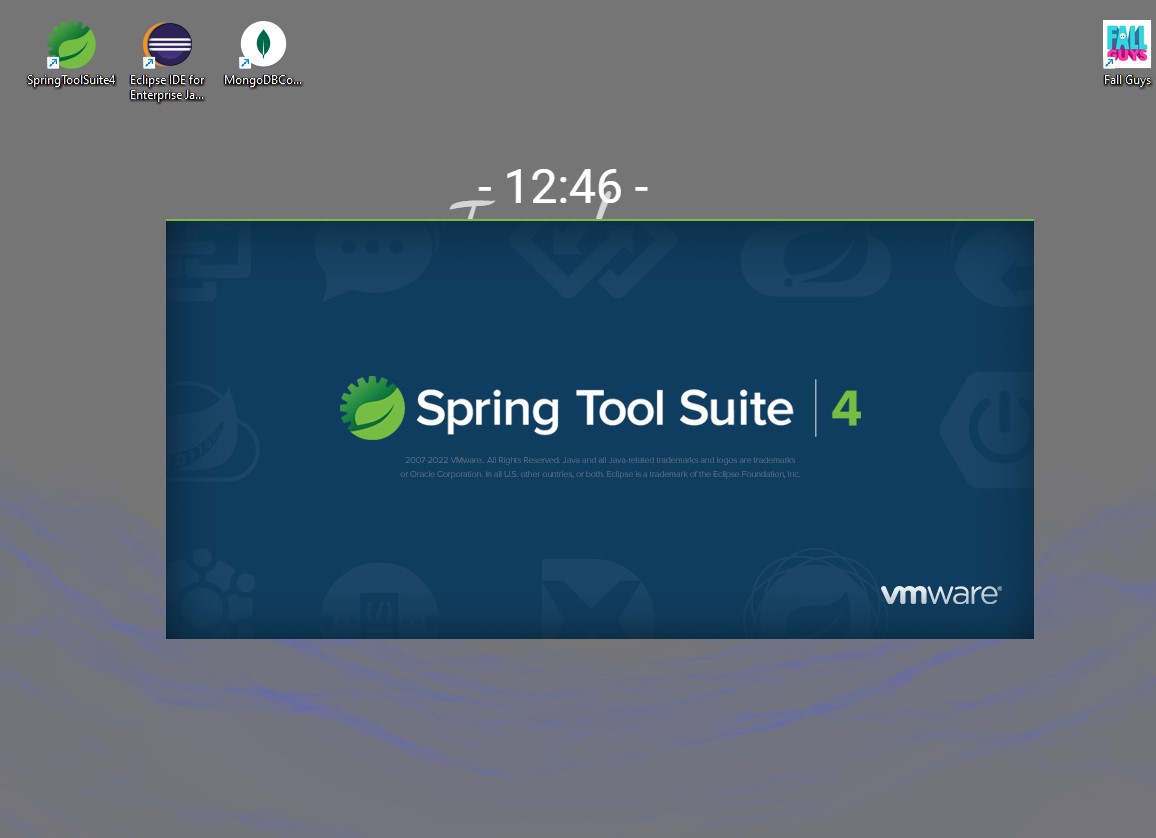 SpringToolSuite4
Eclipse IDE for
Enterprise Ja...
MongoDBCo...
FALL
GUYS
Fall Guys
- 12:46 -
Spring Tool Suite | 4
2007-2022 VMware. All Rights Reserved. Java and all Java-related trademarks and logos are trademarks
or Oracle Corporation. in all U.S. other ountries, or both. Eclipse is a trademark of the Eclipse Foundation, inc.
vmware®